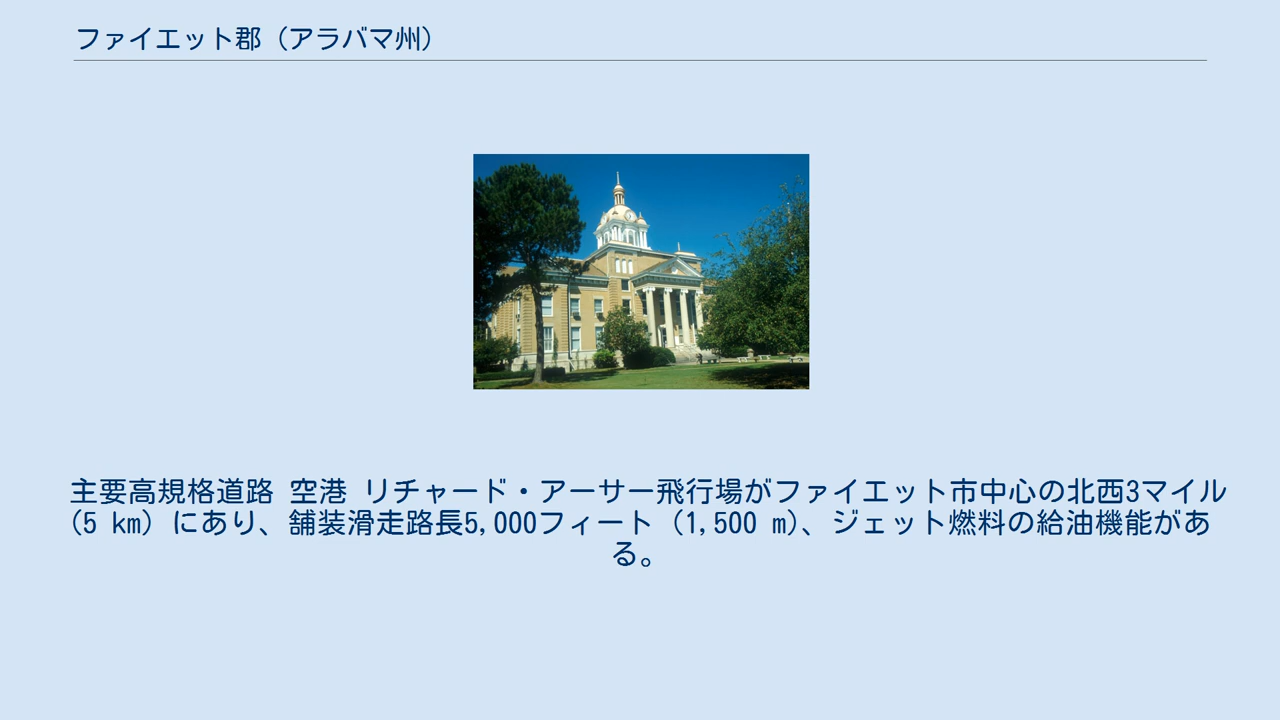 ファイエット郡 (アラバマ州)
主要高規格道路 空港 リチャード・アーサー飛行場がファイエット市中心の北西3マイル
(5 km) にあり、舗装滑走路長5,000フィート (1,500 m)、ジェット燃料の給油機能があ
る。